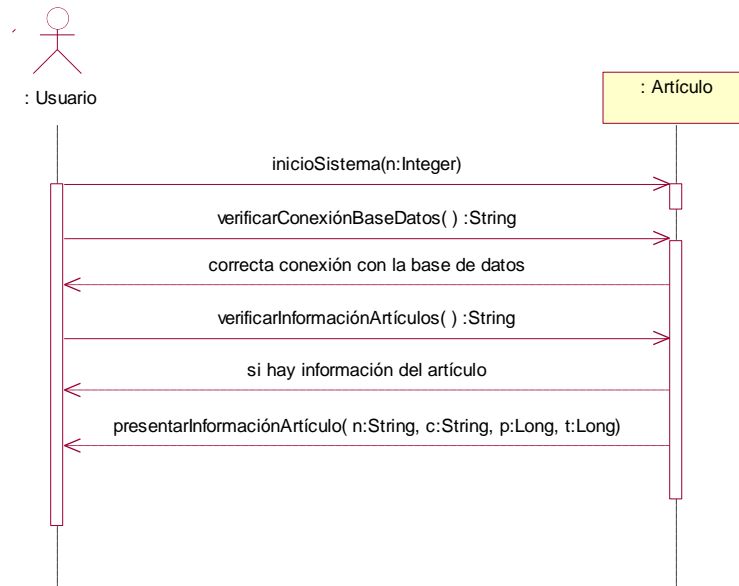 : Usuario
: Artículo
inicioSistema(n:Integer)
verificarConexiónBaseDatos( ) :String
correcta conexión con la base de datos
verificarInformaciónArtículos( ) :String
si hay información del artículo
presentarInformaciónArtículo( n:String, c:String, p:Long, t:Long)